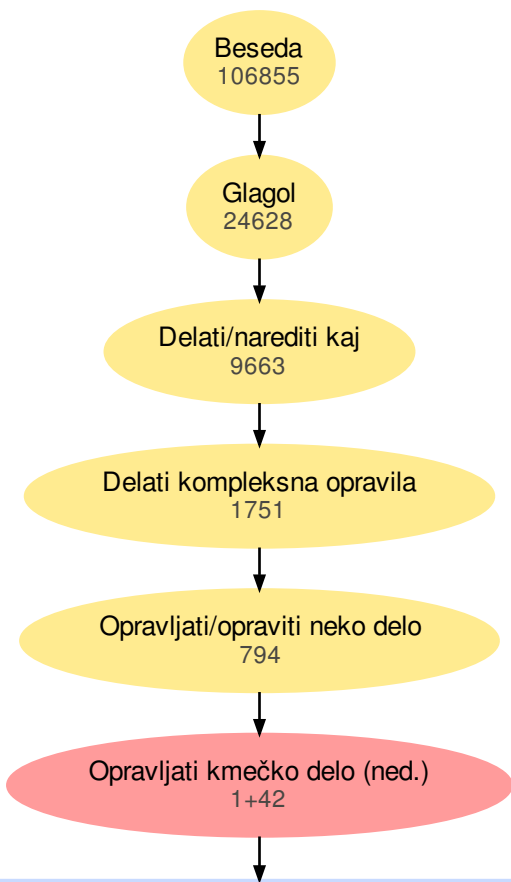 Beseda
106855
Glagol
24628
Delati/narediti kaj
9663
Delati kompleksna opravila
1751
Opravljati/opraviti neko delo
794
Opravljati kmečko delo (ned.)
1+42